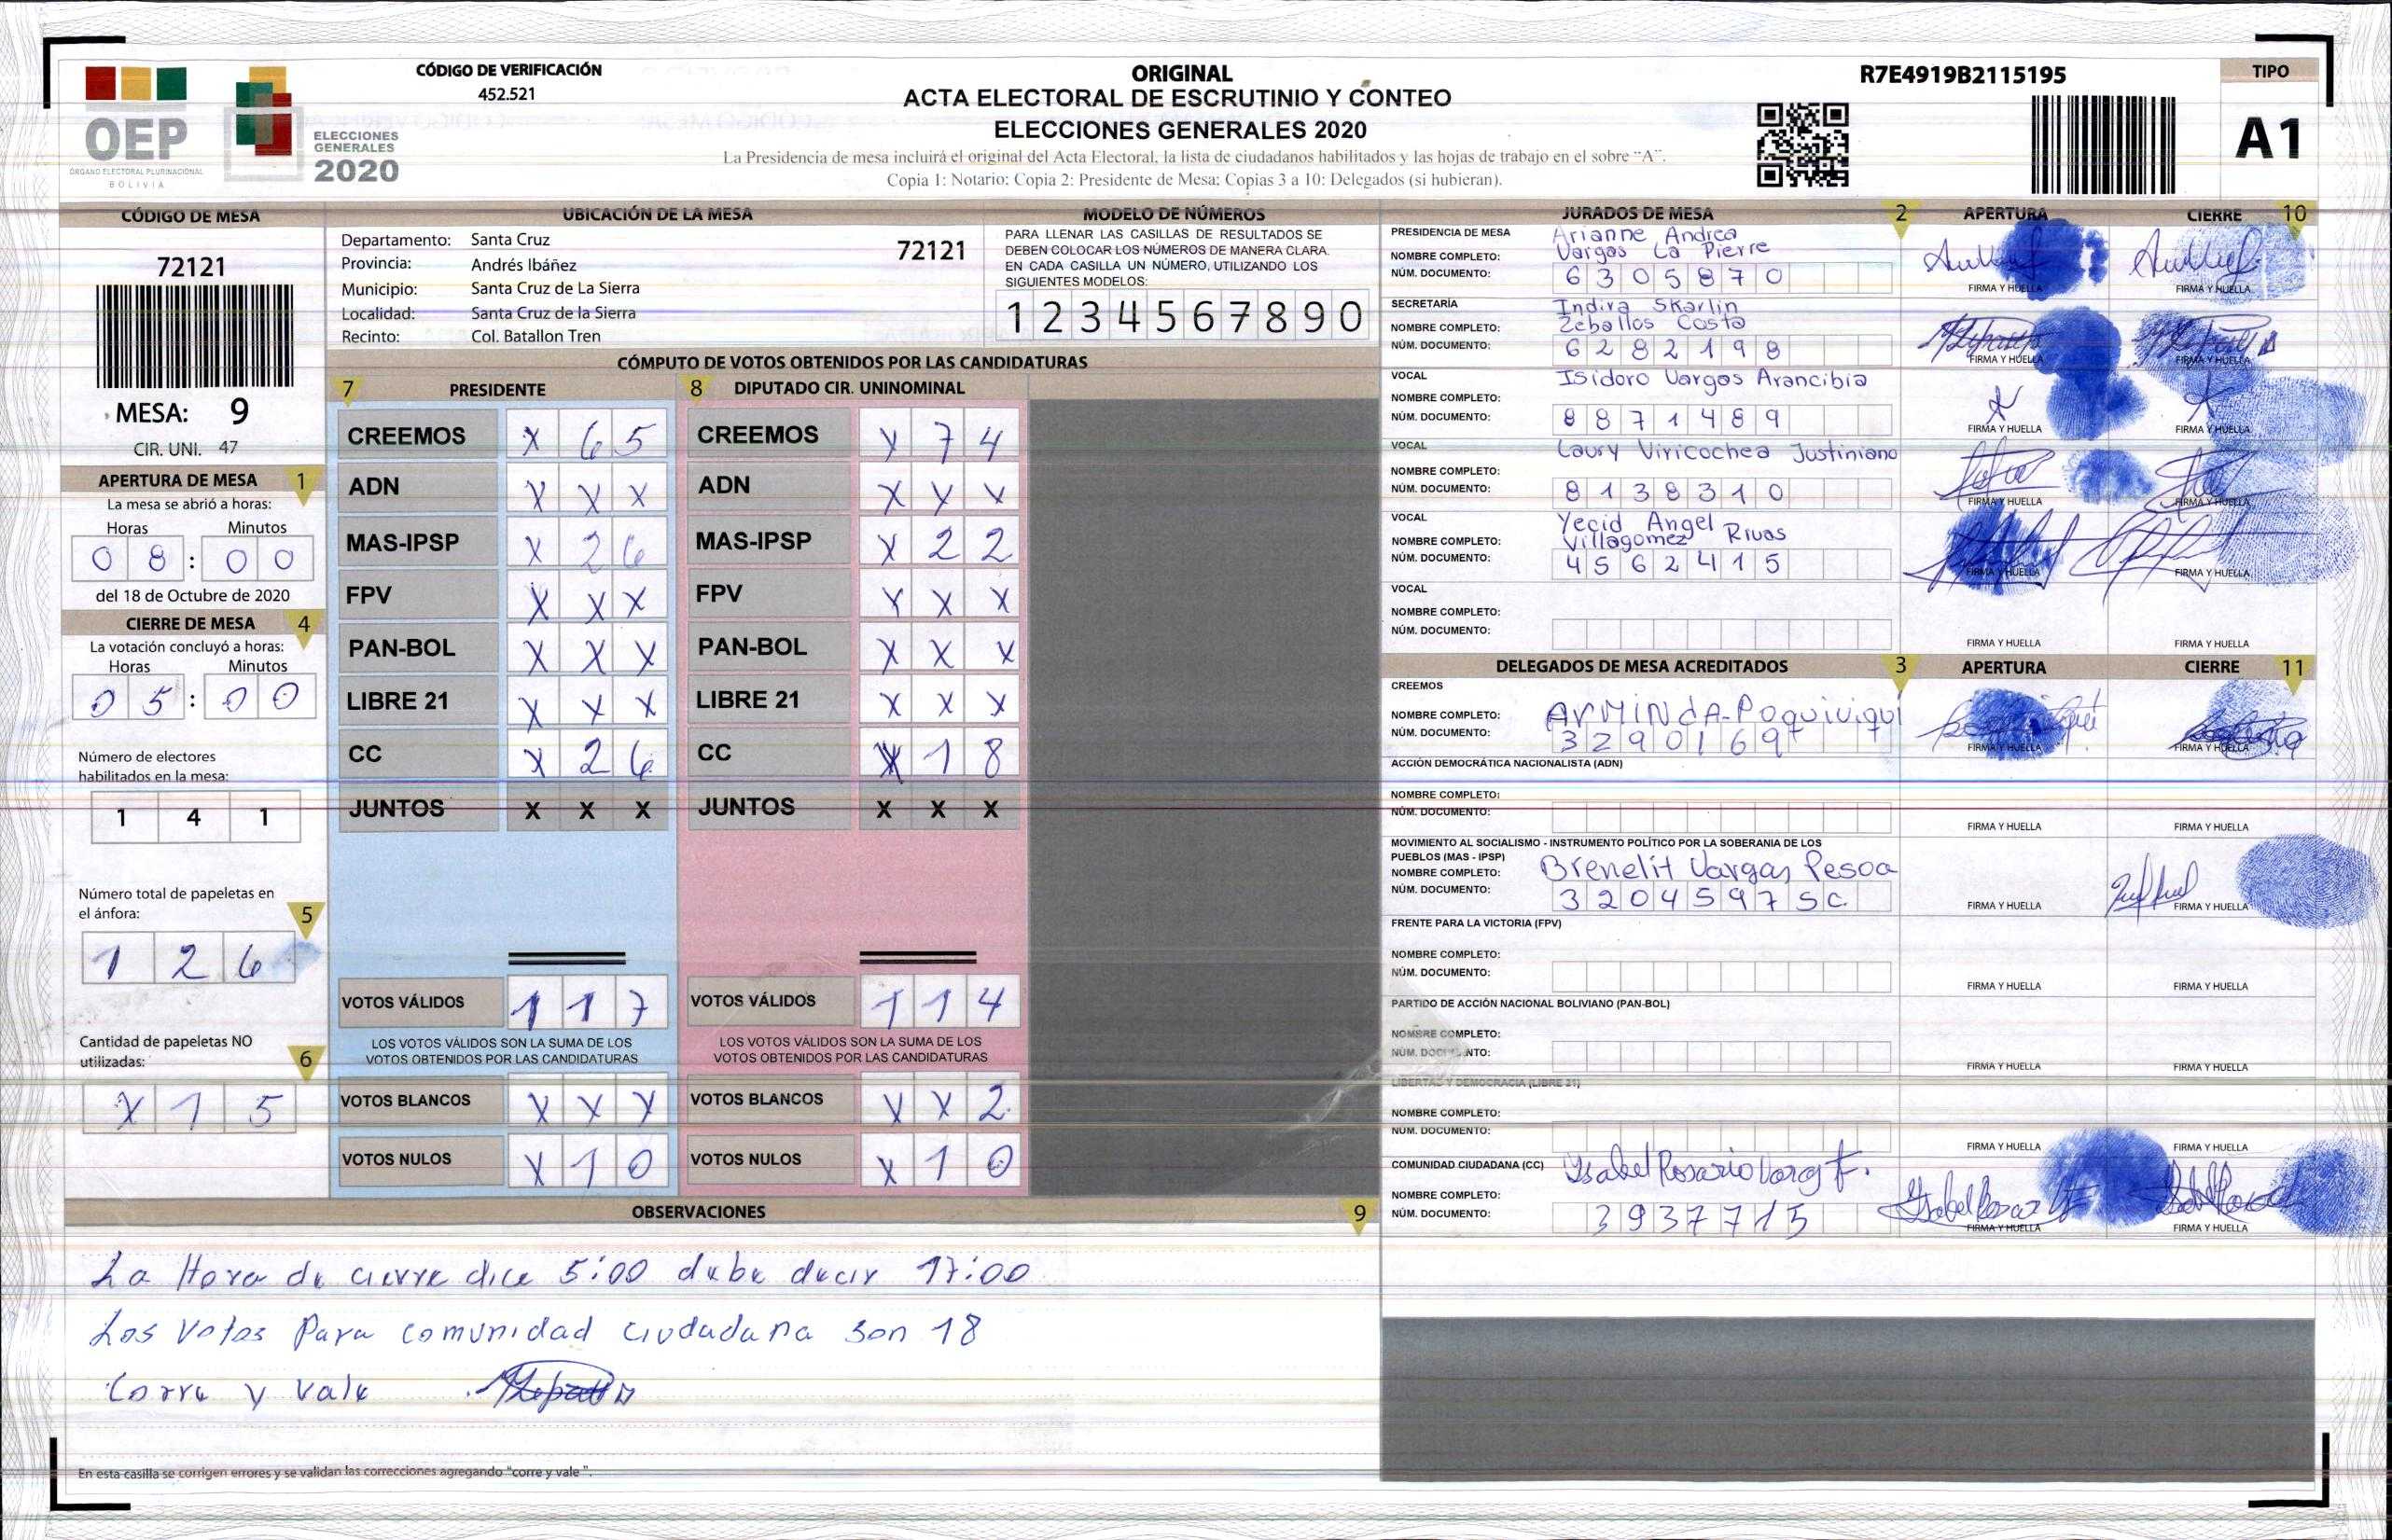 CÓDIGO DE VERIFICACIÓN
452.521
OEP
ÓRGANO ELECTORAL PLURINACIONAL
BOLIVIA
ELECCIONES
GENERALES
2020
ORIGINAL
ACTA ELECTORAL DE ESCRUTINIO Y CONTEO
ELECCIONES GENERALES 2020
La Presidencia de mesa incluirá el original del Acta Electoral, la lista de ciudadanos habilitados y las hojas de trabajo en el sobre "A".
Copia 1: Notario; Copia 2: Presidente de Mesa; Copias 3 a 10: Delegados (si hubieran).
R7E4919B2115195
TIPO
A1
CÓDIGO DE MESA
72121
MESA: 9
CIR. UNI. 47
APERTURA DE MESA 1
La mesa se abrió a horas:
Horas Minutos
0 8 : 0 0
del 18 de Octubre de 2020
CIERRE DE MESA 4
La votación concluyó a horas:
Horas Minutos
0 5 : 0 0
Número de electores
habilitados en la mesa:
1 4 1
Número total de papeletas en
el ánfora: 5
1 2 6
Cantidad de papeletas NO
utilizadas: 6
X 1 5
UBICACIÓN DE LA MESA
Departamento: Santa Cruz 72121
Provincia: Andrés Ibáñez
Municipio: Santa Cruz de La Sierra
Localidad: Santa Cruz de la Sierra
Recinto: Col. Batallon Tren
MODELO DE NÚMEROS
PARA LLENAR LAS CASILLAS DE RESULTADOS SE
DEBEN COLOCAR LOS NÚMEROS DE MANERA CLARA.
EN CADA CASILLA UN NÚMERO, UTILIZANDO LOS
SIGUIENTES MODELOS:
1 2 3 4 5 6 7 8 9 0
CÓMPUTO DE VOTOS OBTENIDOS POR LAS CANDIDATURAS
7 PRESIDENTE 8 DIPUTADO CIR. UNINOMINAL
CREEMOS X 6 5 CREEMOS X 7 4
ADN X X X ADN X X X
MAS-IPSP X 2 6 MAS-IPSP X 2 2
FPV X X X FPV X X X
PAN-BOL X X X PAN-BOL X X X
LIBRE 21 X X X LIBRE 21 X X X
CC X 2 6 CC X 1 8
JUNTOS X X X JUNTOS X X X
VOTOS VÁLIDOS 1 1 7 VOTOS VÁLIDOS 1 1 4
LOS VOTOS VÁLIDOS SON LA SUMA DE LOS LOS VOTOS VÁLIDOS SON LA SUMA DE LOS
VOTOS OBTENIDOS POR LAS CANDIDATURAS VOTOS OBTENIDOS POR LAS CANDIDATURAS
VOTOS BLANCOS X X X VOTOS BLANCOS X X 2
VOTOS NULOS X 1 0 VOTOS NULOS X 1 0
JURADOS DE MESA 2 APERTURA CIERRE 10
PRESIDENCIA DE MESA Arianne Andrea
NOMBRE COMPLETO: Vargas La Pierre
NÚM. DOCUMENTO: 6 3 0 5 8 7 0 FIRMA Y HUELLA FIRMA Y HUELLA
SECRETARÍA Indira Skarlin
NOMBRE COMPLETO: Zeballos Costa
NÚM. DOCUMENTO: 6 2 8 2 1 9 8 FIRMA Y HUELLA FIRMA Y HUELLA
VOCAL Isidoro Vargas Arancibia
NOMBRE COMPLETO:
NÚM. DOCUMENTO: 8 8 7 1 4 8 9 FIRMA Y HUELLA FIRMA Y HUELLA
VOCAL Laury Viricochea Justiniano
NOMBRE COMPLETO:
NÚM. DOCUMENTO: 8 1 3 8 3 1 0 FIRMA Y HUELLA FIRMA Y HUELLA
VOCAL Yecid Angel
NOMBRE COMPLETO: Villagomez Rivas
NÚM. DOCUMENTO: 4 5 6 2 4 1 5 FIRMA Y HUELLA FIRMA Y HUELLA
VOCAL
NOMBRE COMPLETO:
NÚM. DOCUMENTO: FIRMA Y HUELLA FIRMA Y HUELLA
DELEGADOS DE MESA ACREDITADOS 3 APERTURA CIERRE 11
CREEMOS
NOMBRE COMPLETO: ArMINdA-Poquiviqui
NÚM. DOCUMENTO: 3 2 9 0 1 6 9 FIRMA Y HUELLA FIRMA Y HUELLA
ACCIÓN DEMOCRÁTICA NACIONALISTA (ADN)
NOMBRE COMPLETO:
NÚM. DOCUMENTO: FIRMA Y HUELLA FIRMA Y HUELLA
MOVIMIENTO AL SOCIALISMO - INSTRUMENTO POLÍTICO POR LA SOBERANIA DE LOS
PUEBLOS (MAS - IPSP)
NOMBRE COMPLETO: Brenelit Vargas Pesoa
NÚM. DOCUMENTO: 3 2 0 4 5 9 7 S C. FIRMA Y HUELLA FIRMA Y HUELLA
FRENTE PARA LA VICTORIA (FPV)
NOMBRE COMPLETO:
NÚM. DOCUMENTO: FIRMA Y HUELLA FIRMA Y HUELLA
PARTIDO DE ACCIÓN NACIONAL BOLIVIANO (PAN-BOL)
NOMBRE COMPLETO:
NÚM. DOCUMENTO: FIRMA Y HUELLA FIRMA Y HUELLA
LIBERTAD Y DEMOCRACIA (LIBRE 21)
NOMBRE COMPLETO:
NÚM. DOCUMENTO: FIRMA Y HUELLA FIRMA Y HUELLA
COMUNIDAD CIUDADANA (CC) Ysabel Rosario Varg F.
NOMBRE COMPLETO:
NÚM. DOCUMENTO: 3 9 3 7 7 1 5 FIRMA Y HUELLA FIRMA Y HUELLA
OBSERVACIONES 9
La Hora de cierre dice 5:00 debe decir 17:00
Los Votos Para comunidad ciudadana son 18
Corre y vale
En esta casilla se corrigen errores y se validan las correcciones agregando "corre y vale".